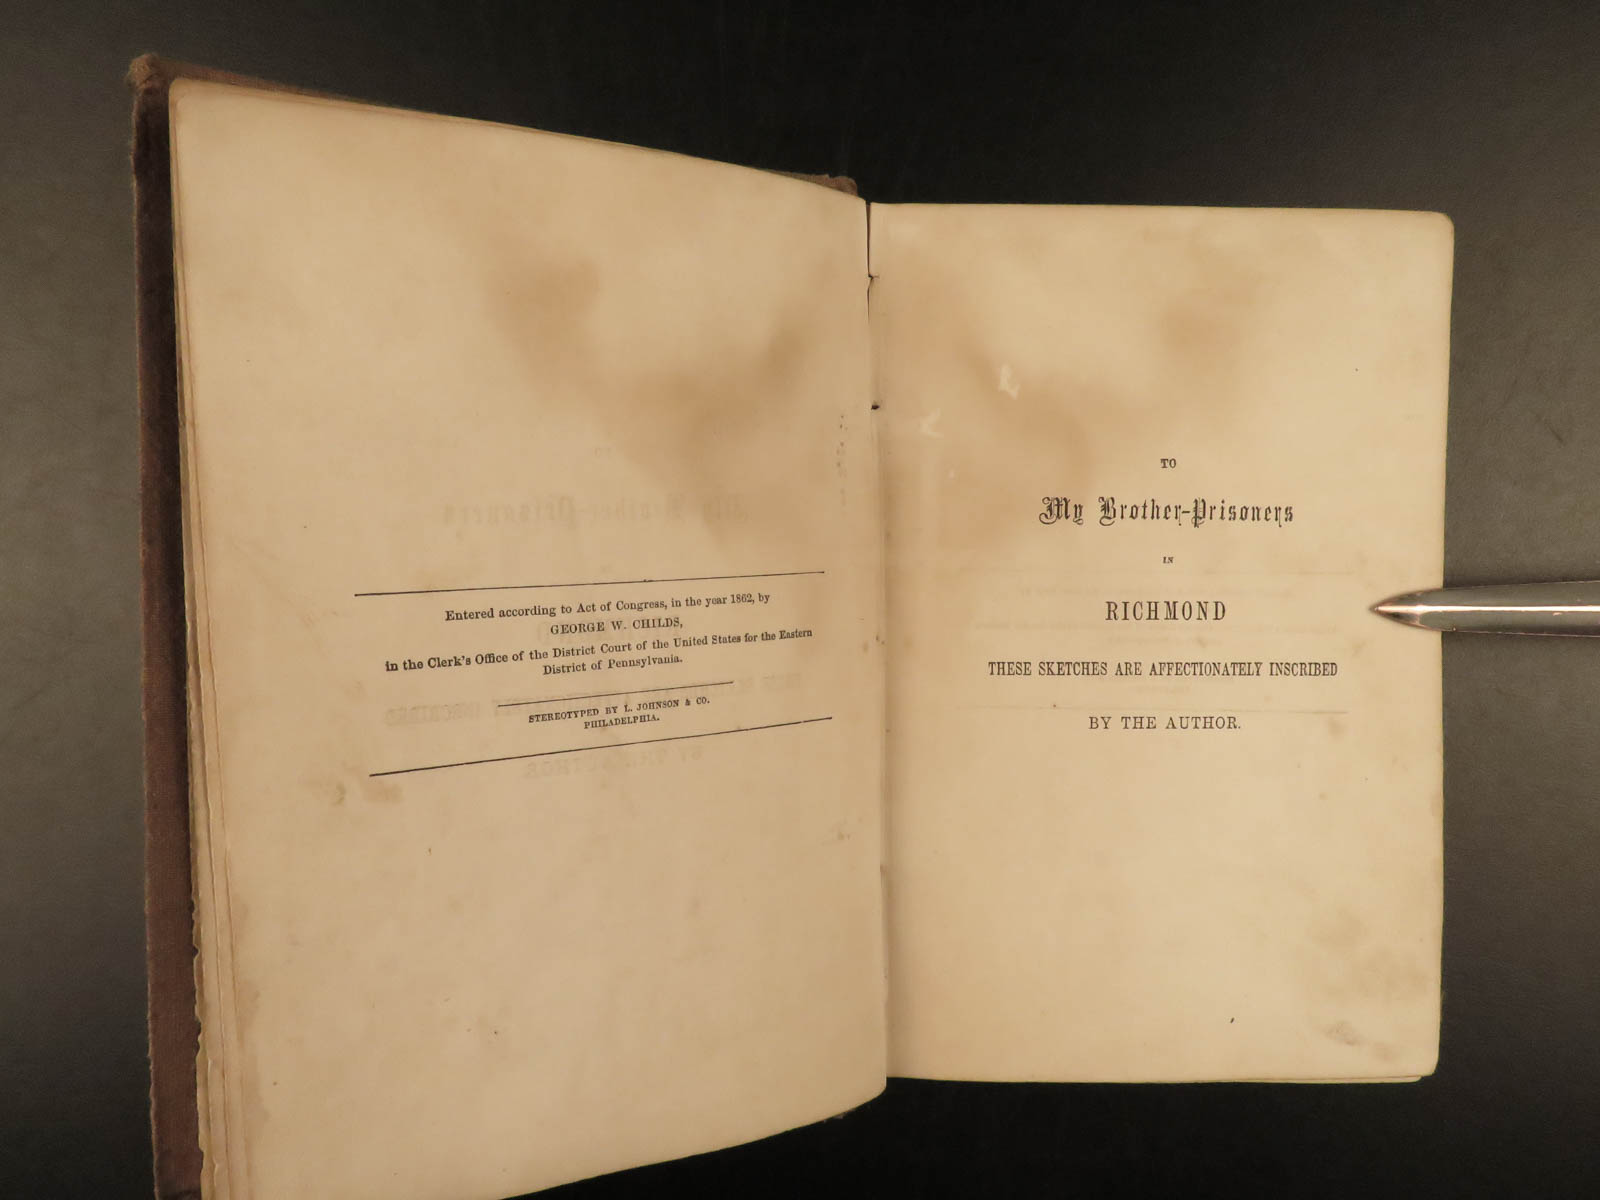 Entered according to Act of Congress, in the year 1862, by
GEORGE W. CHILDS,
in the Clerk's Office of the District Court of the United States for the Eastern
District of Pennsylvania.
STEREOTYPED BY L. JOHNSON & CO.
PHILADELPHIA.
TO
My Brother-Prisoners
IN
RICHMOND
THESE SKETCHES ARE AFFECTIONATELY INSCRIBED
BY THE AUTHOR.